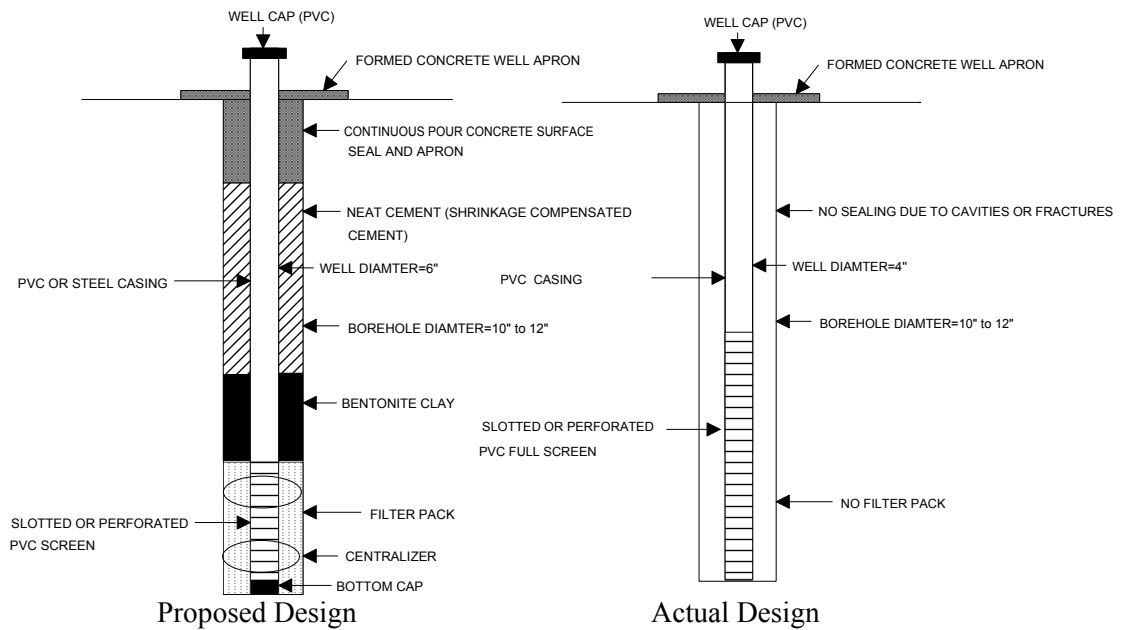 WELL CAP (PVC)
FORMED CONCRETE WELL APRON
CONTINUOUS POUR CONCRETE SURFACE
SEAL AND APRON
NEAT CEMENT (SHRINKAGE COMPENSATED
CEMENT)
WELL DIAMTER=6"
PVC OR STEEL CASING
BOREHOLE DIAMTER=10" to 12"
BENTONITE CLAY
SLOTTED OR PERFORATED
PVC SCREEN
FILTER PACK
CENTRALIZER
BOTTOM CAP
Proposed Design
WELL CAP (PVC)
FORMED CONCRETE WELL APRON
NO SEALING DUE TO CAVITIES OR FRACTURES
WELL DIAMTER=4"
PVC CASING
BOREHOLE DIAMTER=10" to 12"
SLOTTED OR PERFORATED
PVC FULL SCREEN
NO FILTER PACK
Actual Design